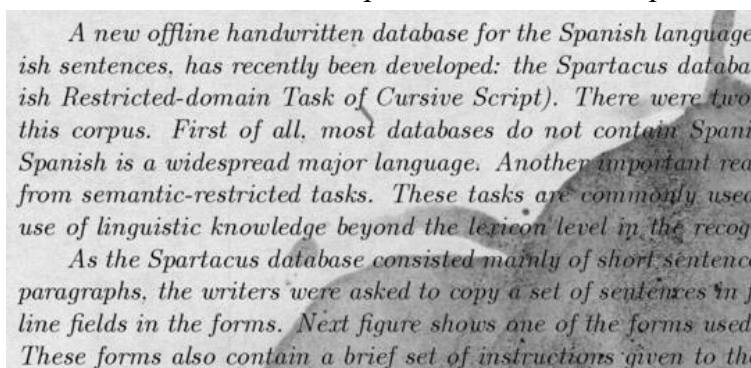 A new offline handwritten database for the Spanish language
ish sentences, has recently been developed: the Spartacus databa
ish Restricted-domain Task of Cursive Script). There were two
this corpus. First of all, most databases do not contain Spani
Spanish is a widespread major language. Another important rea
from semantic-restricted tasks. These tasks are commonly used
use of linguistic knowledge beyond the lexicon level in the recog
As the Spartacus database consisted mainly of short sentence
paragraphs, the writers were asked to copy a set of sentences in f
line fields in the forms. Next figure shows one of the forms used
These forms also contain a brief set of instructions given to the